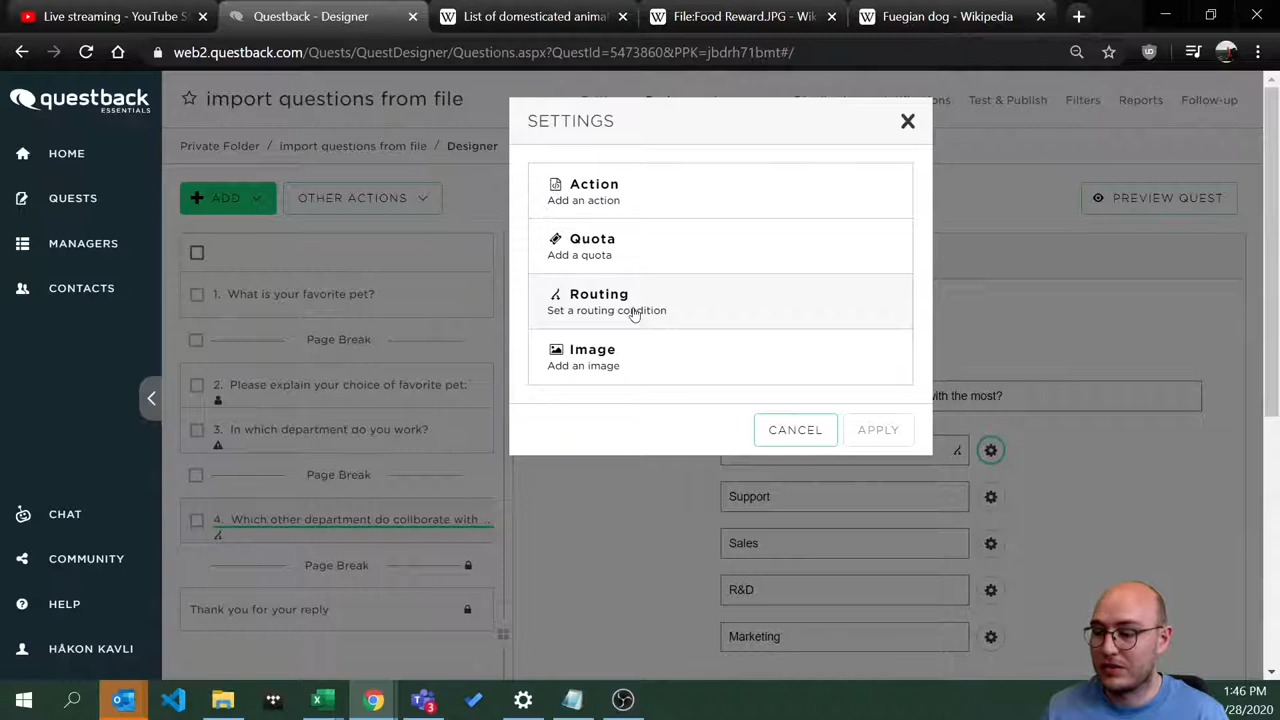 Live streaming - YouTube S
Questback - Designer
List of domesticated anima
File:Food Reward.JPG - Wik
Fuegian dog - Wikipedia
web2.questback.com/Quests/QuestDesigner/Questions.aspx?QuestId=5473860&PPK=jbdrh71bmt#/
questback
ESSENTIALS
import questions from file
Test & Publish
Filters
Reports
Follow-up
SETTINGS
HOME
QUESTS
MANAGERS
CONTACTS
CHAT
COMMUNITY
HELP
HÅKON KAVLI
Private Folder / import questions from file / Designer
ADD
OTHER ACTIONS
PREVIEW QUEST
1. What is your favorite pet?
Page Break
2. Please explain your choice of favorite pet:
3. In which department do you work?
Page Break
4. Which other department do collborate with ...
Page Break
Thank you for your reply
Action
Add an action
Quota
Add a quota
Routing
Set a routing condition
Image
Add an image
CANCEL
APPLY
with the most?
Support
Sales
R&D
Marketing
3
1:46 PM
/28/2020